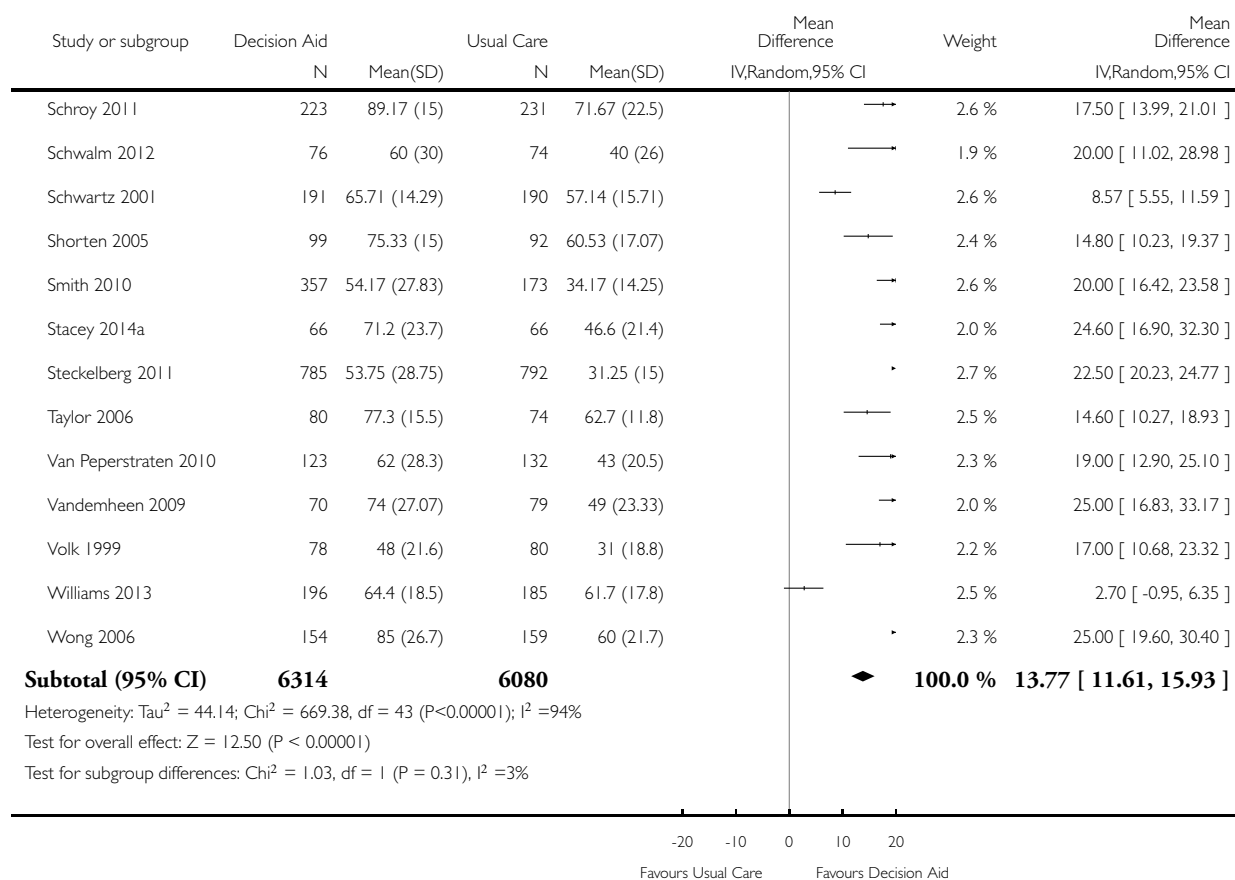 Study or subgroup Decision Aid Usual Care Mean Difference Weight Mean Difference
N Mean(SD) N Mean(SD) IV,Random,95% CI IV,Random,95% CI
Schroy 2011 223 89.17 (15) 231 71.67 (22.5) 2.6 % 17.50 [ 13.99, 21.01 ]
Schwalm 2012 76 60 (30) 74 40 (26) 1.9 % 20.00 [ 11.02, 28.98 ]
Schwartz 2001 191 65.71 (14.29) 190 57.14 (15.71) 2.6 % 8.57 [ 5.55, 11.59 ]
Shorten 2005 99 75.33 (15) 92 60.53 (17.07) 2.4 % 14.80 [ 10.23, 19.37 ]
Smith 2010 357 54.17 (27.83) 173 34.17 (14.25) 2.6 % 20.00 [ 16.42, 23.58 ]
Stacey 2014a 66 71.2 (23.7) 66 46.6 (21.4) 2.0 % 24.60 [ 16.90, 32.30 ]
Steckelberg 2011 785 53.75 (28.75) 792 31.25 (15) 2.7 % 22.50 [ 20.23, 24.77 ]
Taylor 2006 80 77.3 (15.5) 74 62.7 (11.8) 2.5 % 14.60 [ 10.27, 18.93 ]
Van Peperstraten 2010 123 62 (28.3) 132 43 (20.5) 2.3 % 19.00 [ 12.90, 25.10 ]
Vandemheen 2009 70 74 (27.07) 79 49 (23.33) 2.0 % 25.00 [ 16.83, 33.17 ]
Volk 1999 78 48 (21.6) 80 31 (18.8) 2.2 % 17.00 [ 10.68, 23.32 ]
Williams 2013 196 64.4 (18.5) 185 61.7 (17.8) 2.5 % 2.70 [ -0.95, 6.35 ]
Wong 2006 154 85 (26.7) 159 60 (21.7) 2.3 % 25.00 [ 19.60, 30.40 ]
Subtotal (95% CI) 6314 6080 100.0 % 13.77 [ 11.61, 15.93 ]
Heterogeneity: Tau² = 44.14; Chi² = 669.38, df = 43 (P<0.00001); I² =94%
Test for overall effect: Z = 12.50 (P < 0.00001)
Test for subgroup differences: Chi² = 1.03, df = 1 (P = 0.31), I² =3%
-20 -10 0 10 20
Favours Usual Care Favours Decision Aid